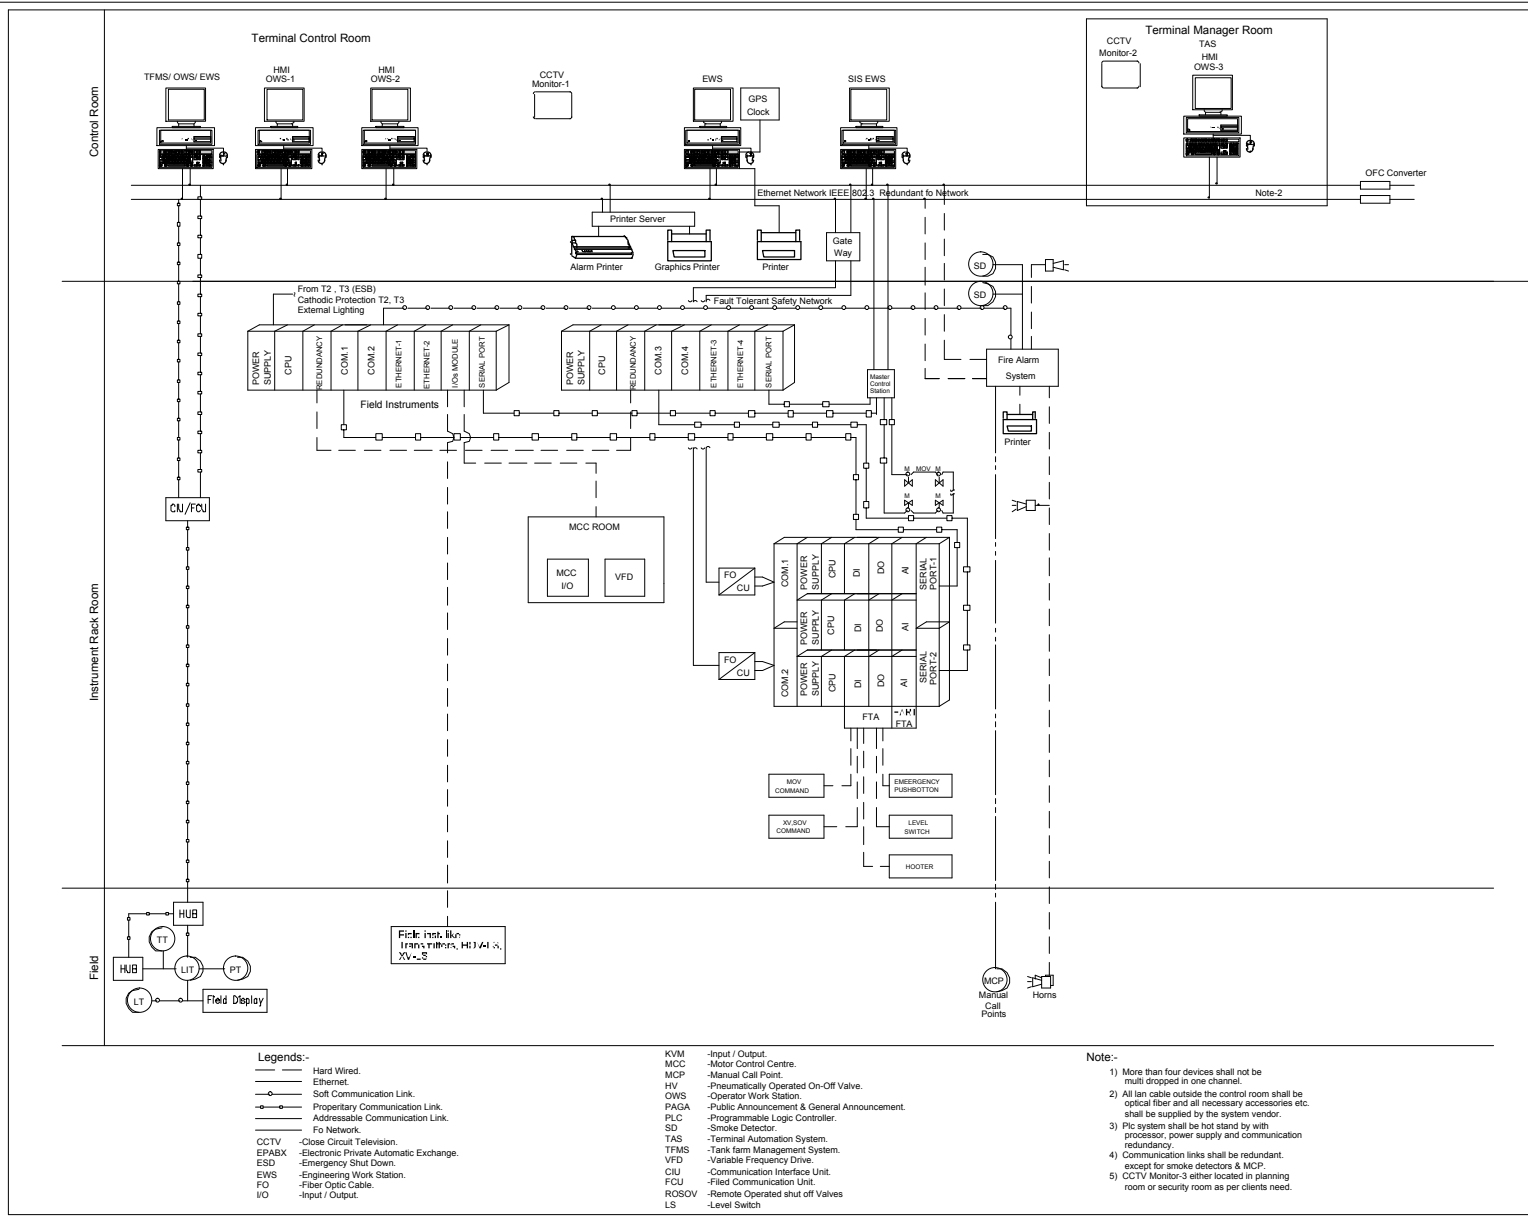 Terminal Control Room
Terminal Manager Room
TFMS/ OWS/ EWS
HMI
OWS-1
HMI
OWS-2
CCTV
Monitor-1
EWS
GPS
Clock
SIS EWS
CCTV
Monitor-2
TAS
HMI
OWS-3
Control Room
OFC Converter
Ethernet Network IEEE 802.3 Redundant fo Network
Note-2
Printer Server
Alarm Printer
Graphics Printer
Printer
Gate
Way
SD
SD
From T2 , T3 (ESB)
Cathodic Protection T2, T3
External Lighting
Fault Tolerant Safety Network
POWER
SUPPLY
CPU
REDUNDANCY
COM.1
COM.2
ETHERNET-1
ETHERNET-2
I/Os MODULE
SERIAL PORT
POWER
SUPPLY
CPU
REDUNDANCY
COM.3
COM.4
ETHERNET-3
ETHERNET-4
SERIAL PORT
Master
Control
Station
Fire Alarm
System
Field Instruments
Printer
M MOV M
M M
CIU/FCU
MCC ROOM
MCC
I/O
VFD
FO
CU
FO
CU
COM.1
POWER
SUPPLY
CPU
DI
DO
AI
SERIAL
PORT-1
POWER
SUPPLY
CPU
DI
DO
AI
COM.2
POWER
SUPPLY
CPU
DI
DO
AI
SERIAL
PORT-2
Instrument Rack Room
FTA
FTA
MOV
COMMAND
EMEERGENCY
PUSHBOTTON
XV,SOV
COMMAND
LEVEL
SWITCH
HOOTER
Field
HUB
TT
HUB
LIT
PT
LT
Field Display
Field inst. like
MCP
Manual
Call
Points
Horns
Legends:-
Hard Wired.
Ethernet.
Soft Communication Link.
Properitary Communication Link.
Addressable Communication Link.
Fo Network.
CCTV -Close Circuit Television.
EPABX -Electronic Private Automatic Exchange.
ESD -Emergency Shut Down.
EWS -Engineering Work Station.
FO -Fiber Optic Cable.
I/O -Input / Output.
KVM -Input / Output.
MCC -Motor Control Centre.
MCP -Manual Call Point.
HV -Pneumatically Operated On-Off Valve.
OWS -Operator Work Station.
PAGA -Public Announcement & General Announcement.
PLC -Programmable Logic Controller.
SD -Smoke Detector.
TAS -Terminal Automation System.
TFMS -Tank farm Management System.
VFD -Variable Frequency Drive.
CIU -Communication Interface Unit.
FCU -Filed Communication Unit.
ROSOV -Remote Operated shut off Valves
LS -Level Switch
Note:-
1) More than four devices shall not be
multi dropped in one channel.
2) All lan cable outside the control room shall be
optical fiber and all necessary accessories etc.
shall be supplied by the system vendor.
3) Plc system shall be hot stand by with
processor, power supply and communication
redundancy.
4) Communication links shall be redundant.
except for smoke detectors & MCP.
5) CCTV Monitor-3 either located in planning
room or security room as per clients need.